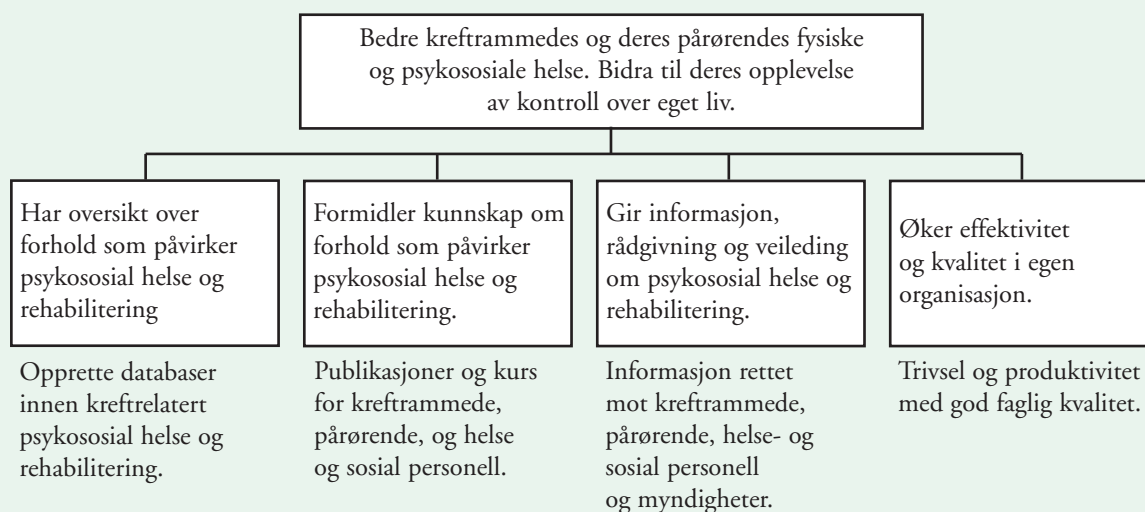 Bedre kreftrammedes og deres pårørendes fysiske
og psykososiale helse. Bidra til deres opplevelse
av kontroll over eget liv.
Har oversikt over
forhold som påvirker
psykososial helse og
rehabilitering
Formidler kunnskap om
forhold som påvirker
psykososial helse og
rehabilitering.
Gir informasjon,
rådgivning og veileding
om psykososial helse og
rehabilitering.
Øker effektivitet
og kvalitet i egen
organisasjon.
Opprette databaser
innen kreftrelatert
psykososial helse og
rehabilitering.
Publikasjoner og kurs
for kreftrammede,
pårørende, og helse
og sosial personell.
Informasjon rettet
mot kreftrammede,
pårørende, helse- og
sosial personell
og myndigheter.
Trivsel og produktivitet
med god faglig kvalitet.